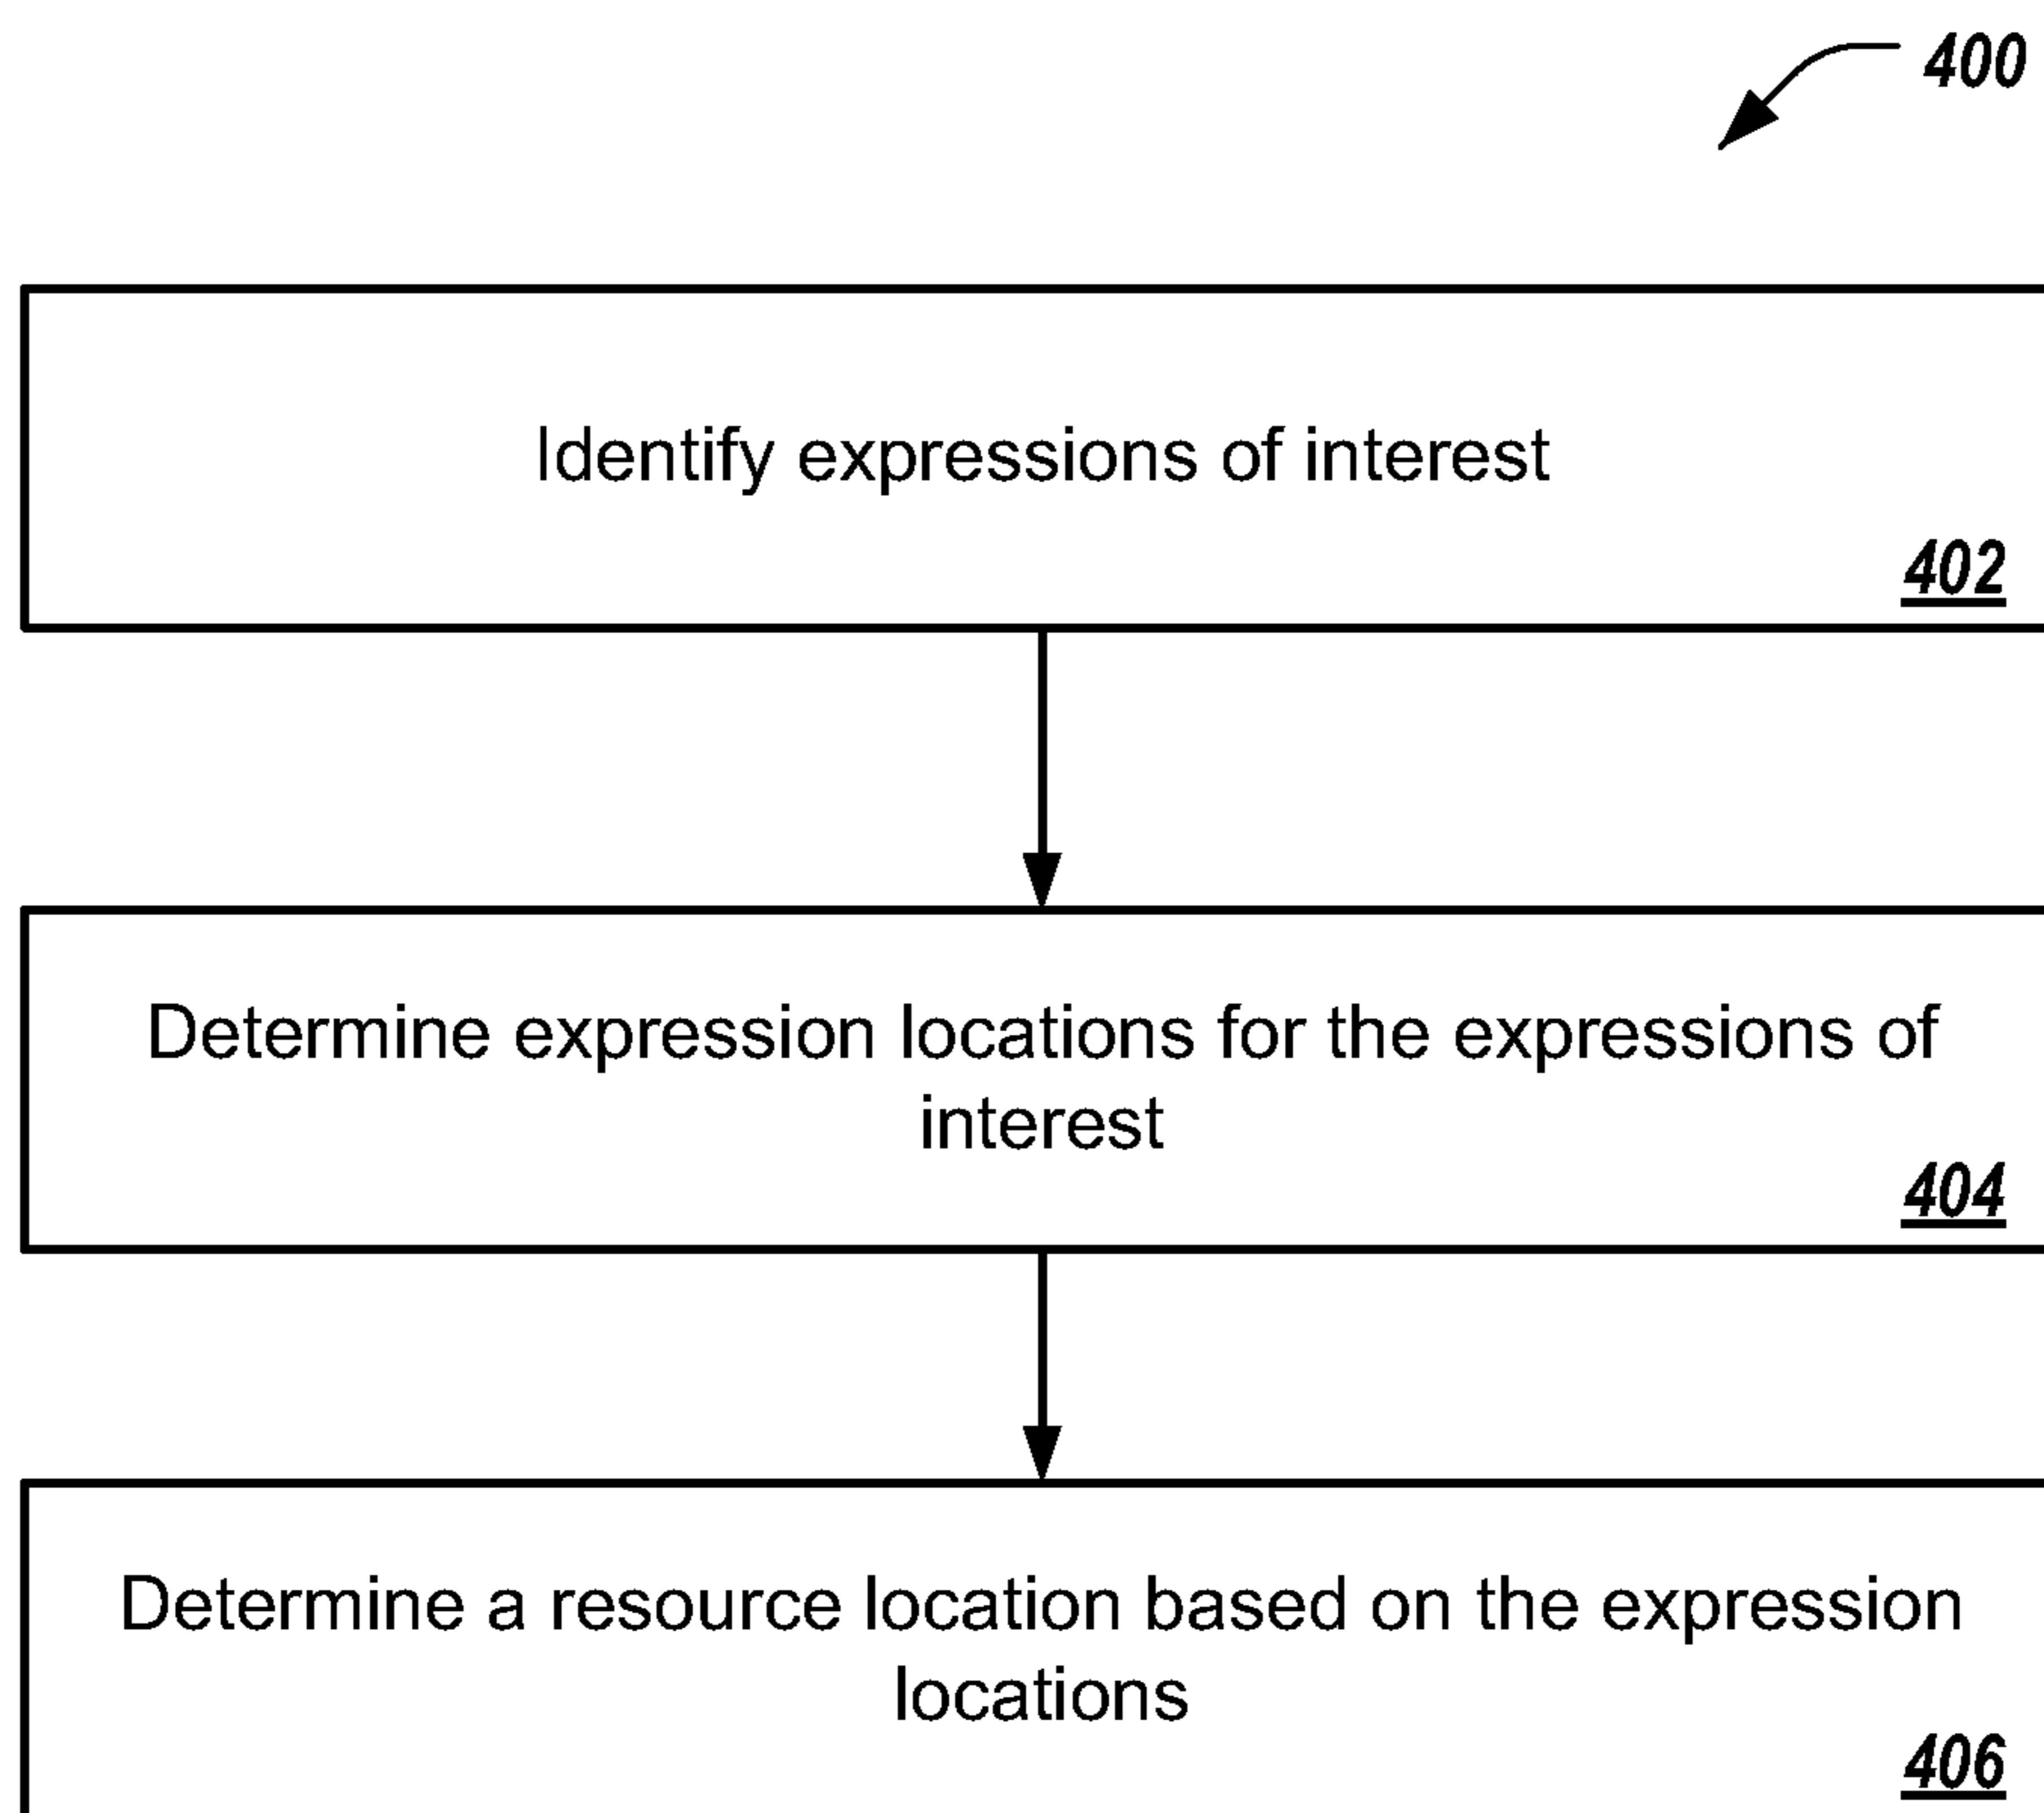 400
Identify expressions of interest
402
Determine expression locations for the expressions of
interest
404
Determine a resource location based on the expression
locations
406